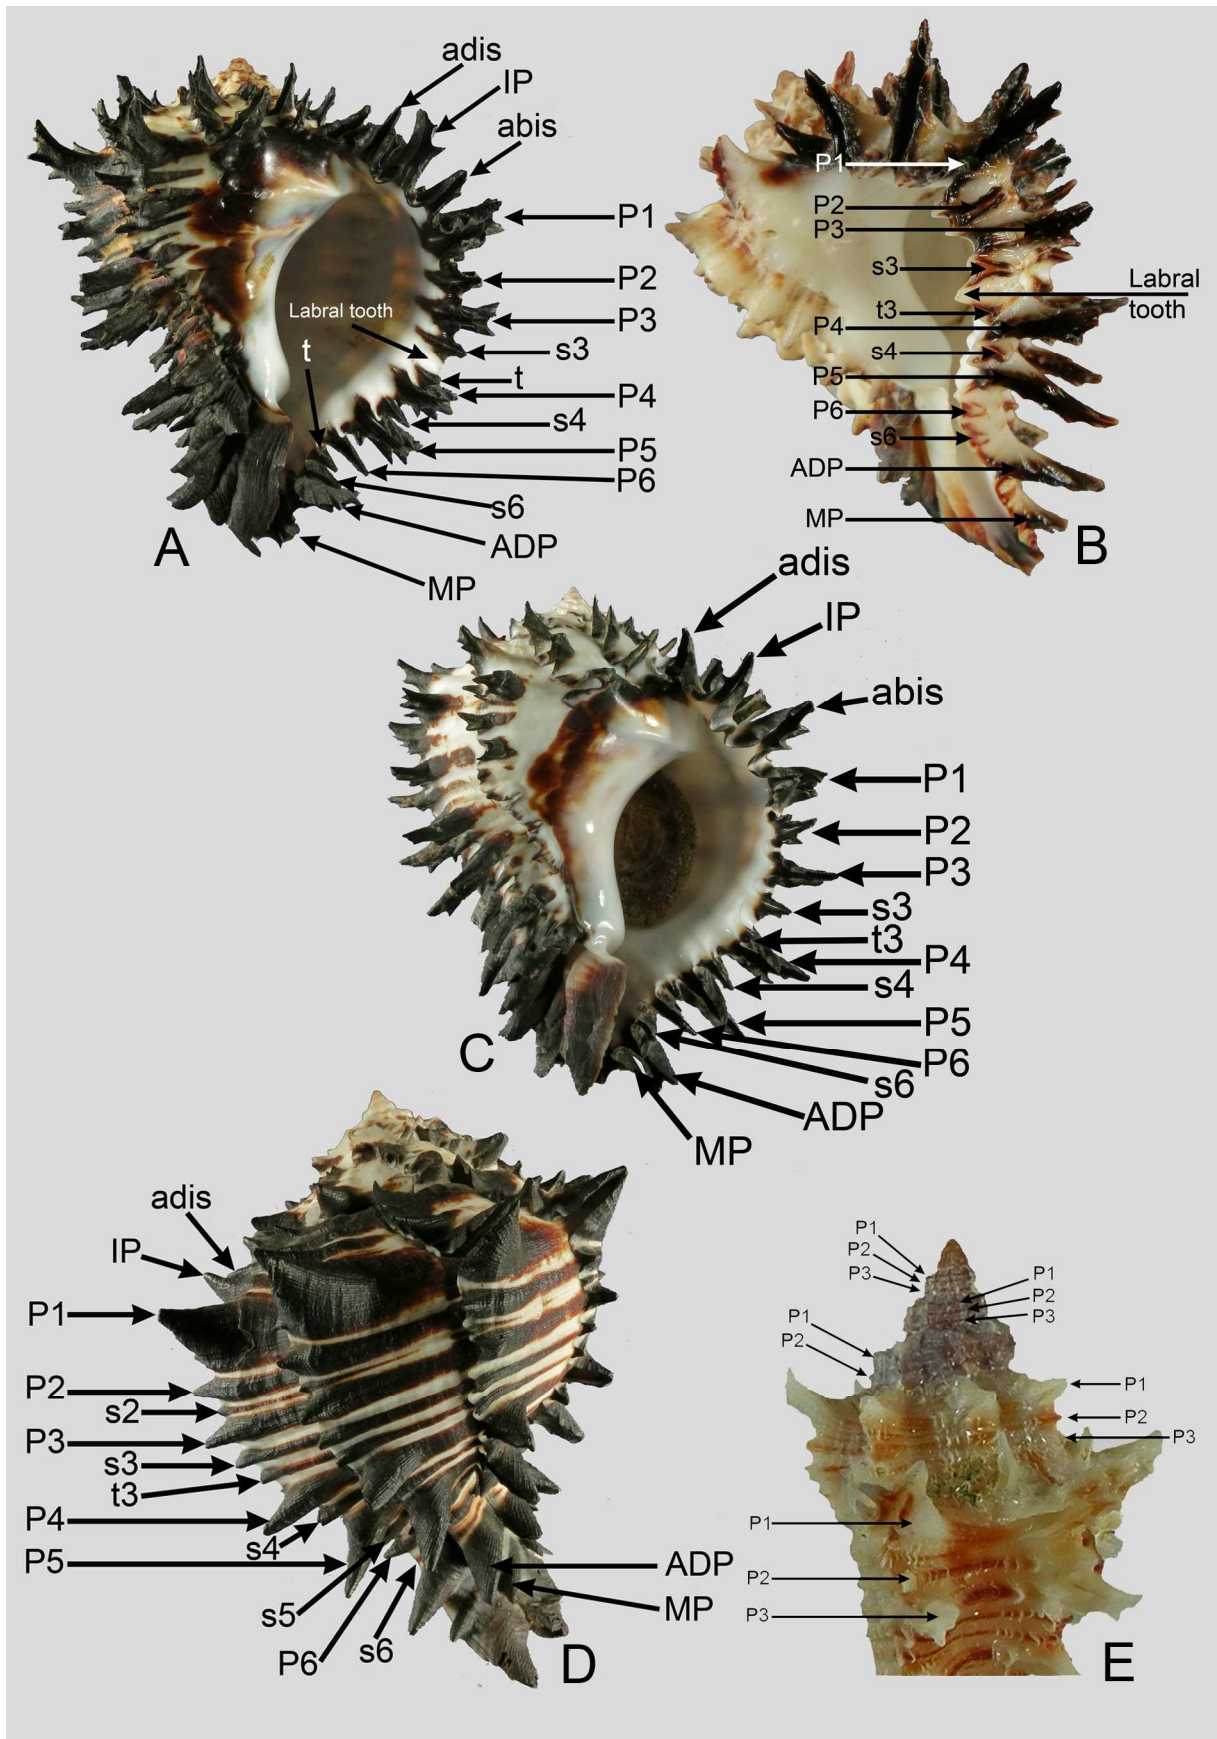 adis
IP
abis
P1
P2
P3
Labral tooth
t
s3
t
P4
s4
P5
P6
s6
ADP
MP
A
P1
P2
P3
s3
Labral
tooth
t3
P4
s4
P5
P6
s6
ADP
MP
B
adis
IP
abis
P1
P2
P3
s3
t3
P4
s4
P5
P6
s6
ADP
MP
C
adis
IP
P1
P2
s2
P3
s3
t3
P4
s4
P5
s5
P6
s6
ADP
MP
D
P1
P2
P3
P1
P2
P3
P1
P2
P1
P2
P3
P1
P2
P3
E